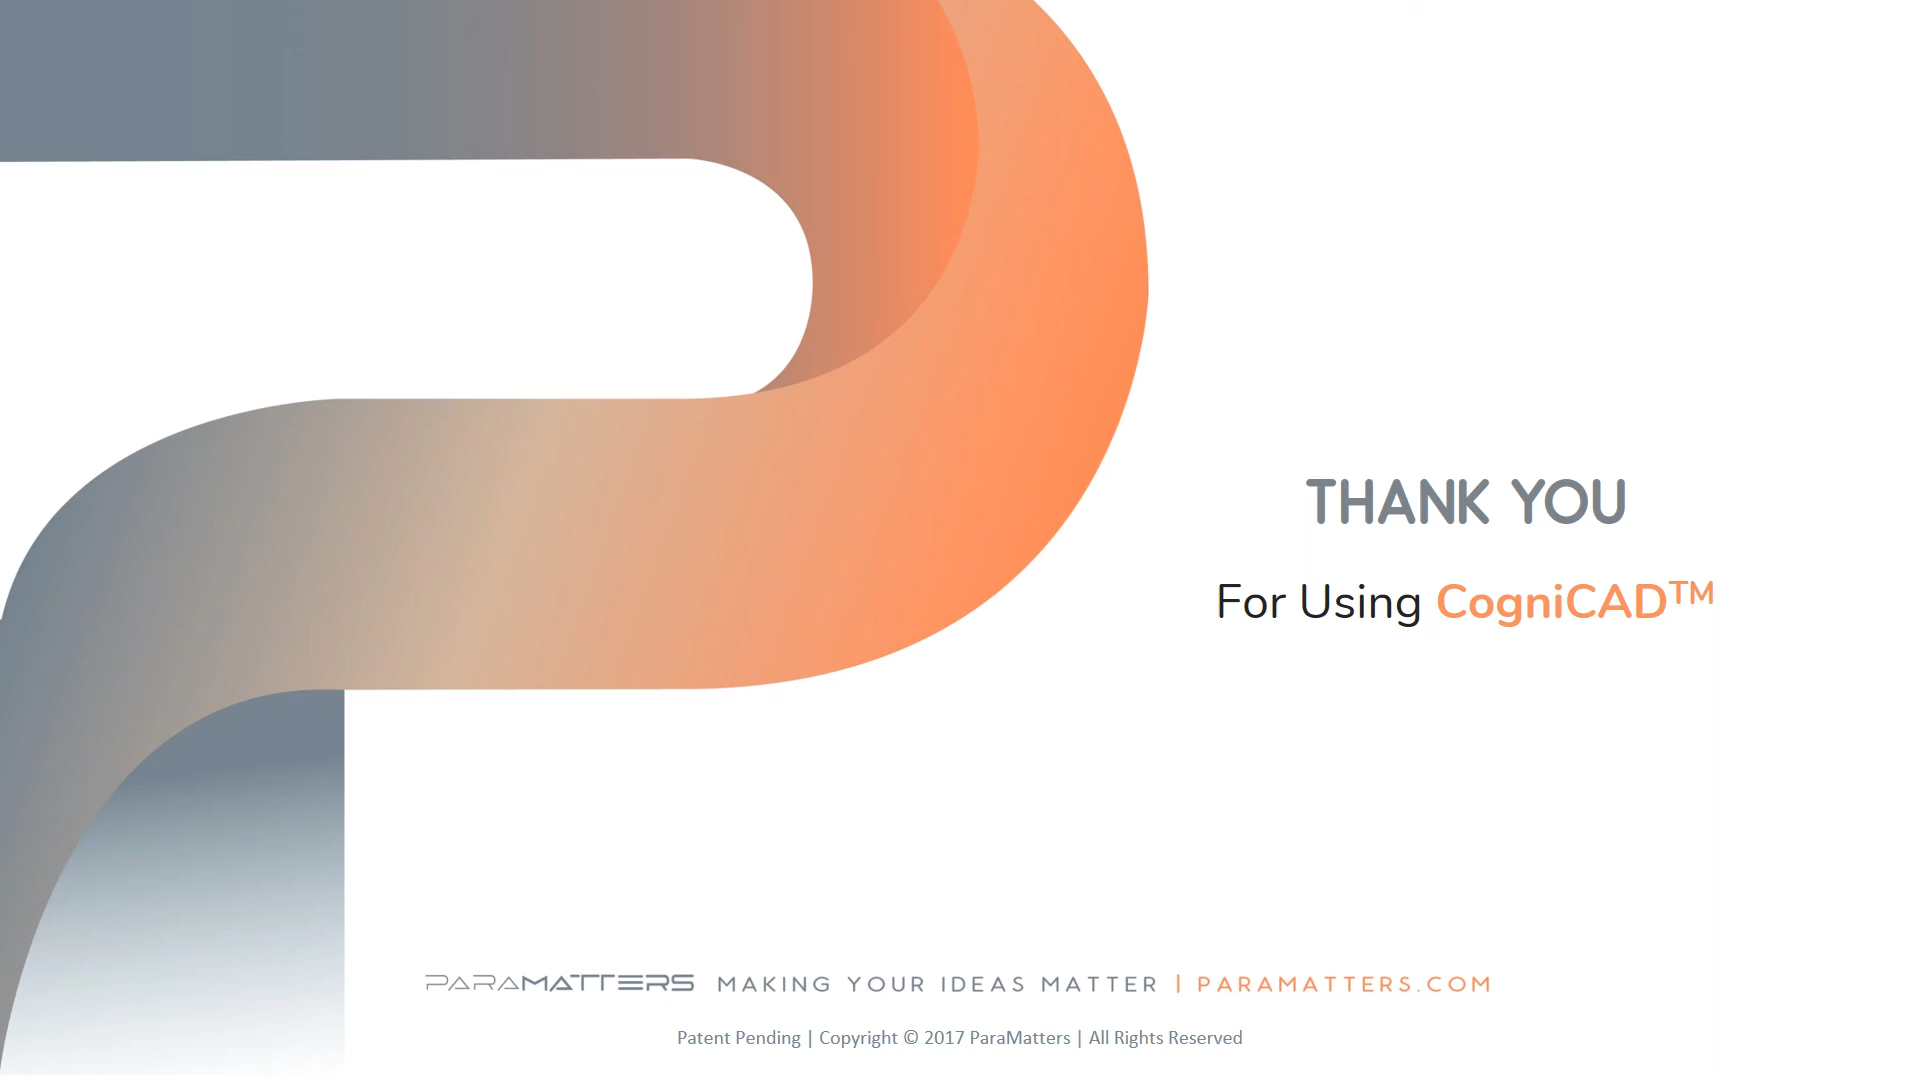 THANK YOU
For Using CogniCAD™
PARAMATTERS MAKING YOUR IDEAS MATTER | PARAMATTERS.COM
Patent Pending | Copyright © 2017 ParaMatters | All Rights Reserved